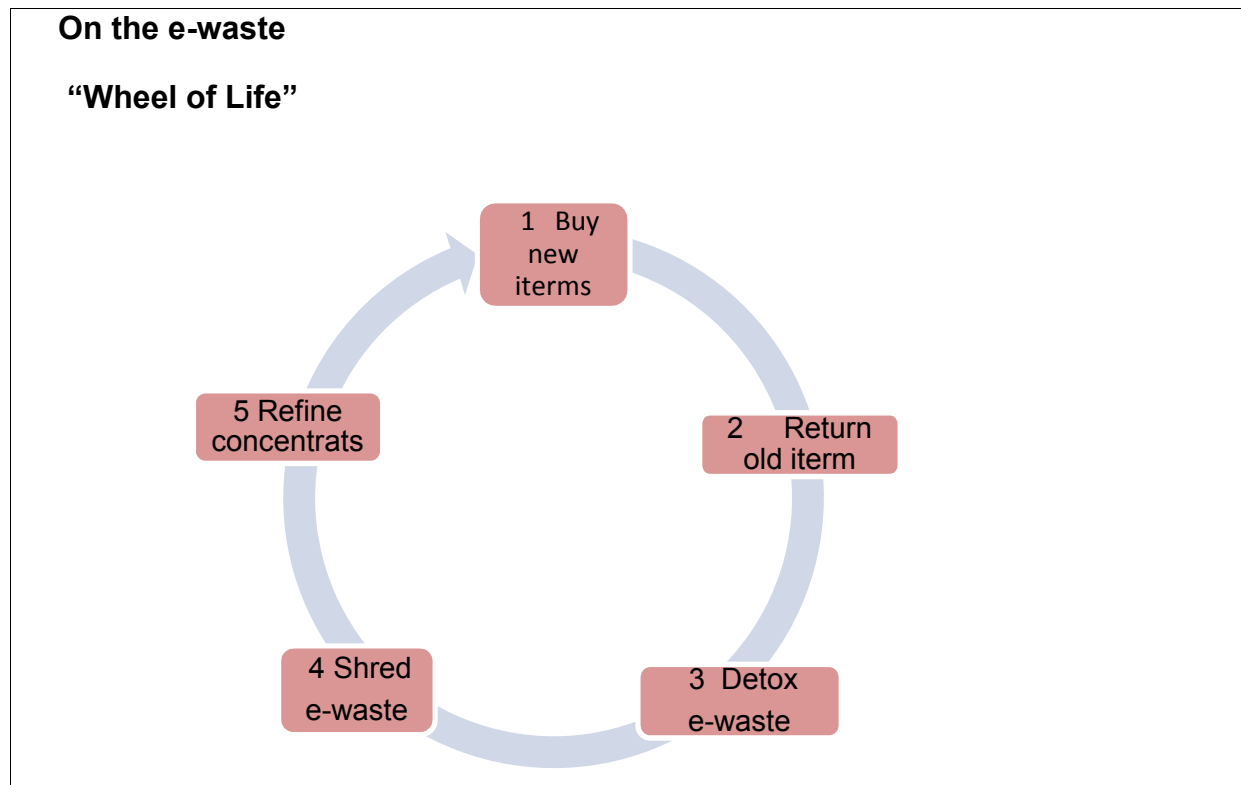 On the e-waste
“Wheel of Life”
1 Buy
new
iterms
2 Return
old iterm
3 Detox
e-waste
4 Shred
e-waste
5 Refine
concentrats